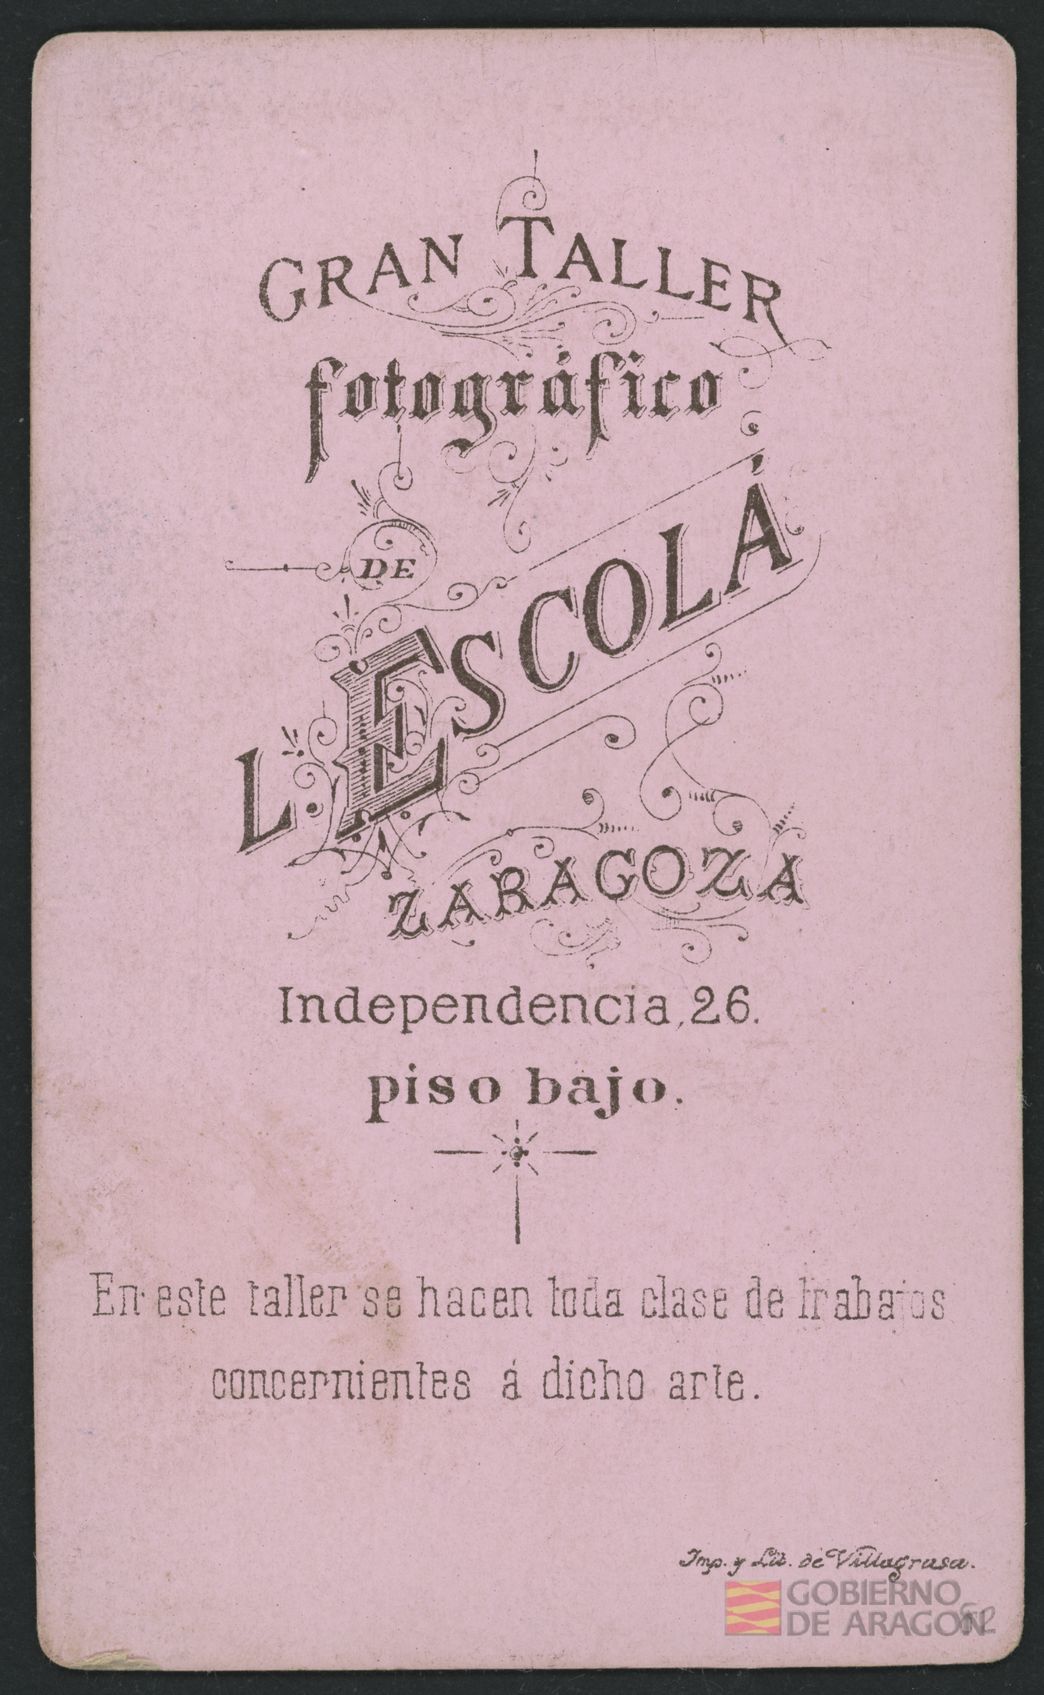 GRAN TALLER
fotográfico
DE
L. ESCOLÁ
ZARAGOZA
Independencia, 26.
piso bajo.
En este taller se hacen toda clase de trabajos
concernientes á dicho arte.
Imp. y Lit. de Villagrasa.
GOBIERNO
DE ARAGON